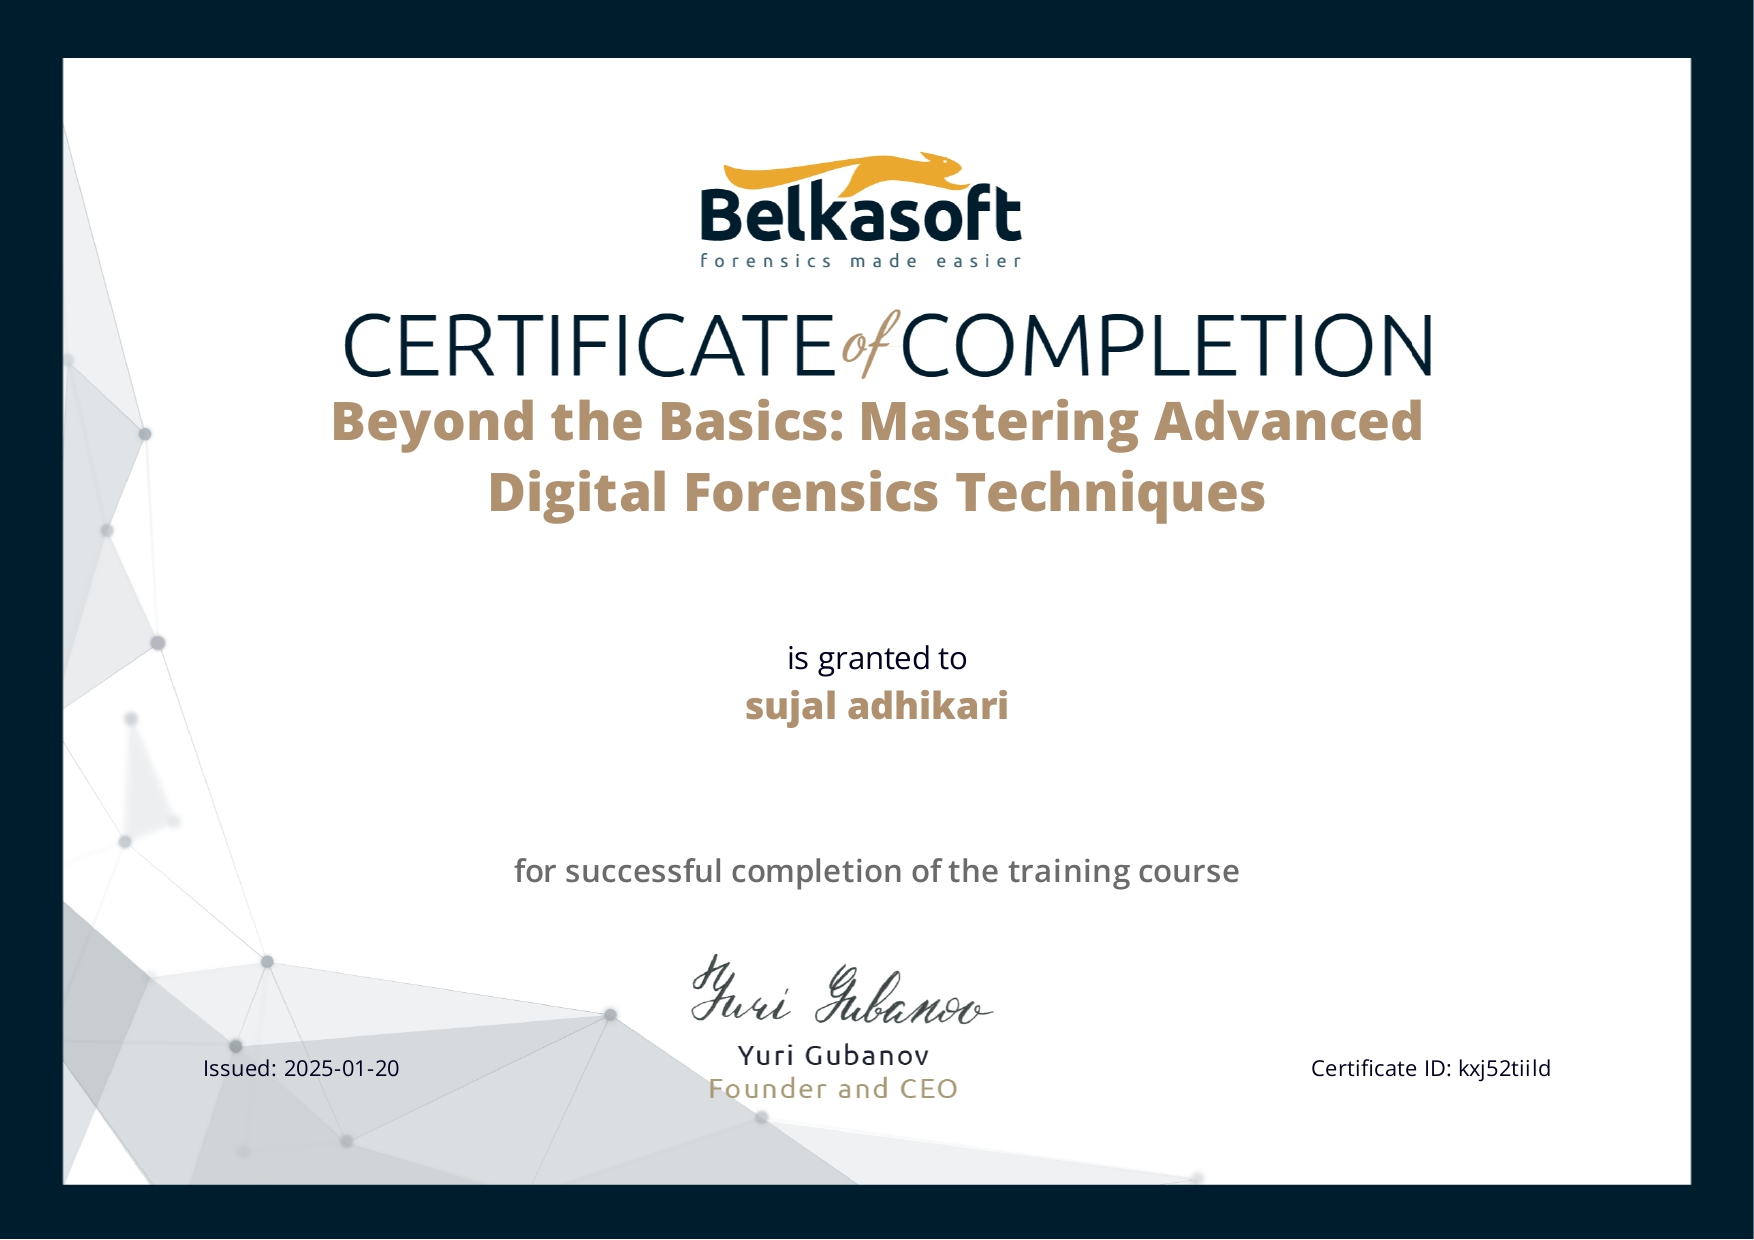 Belkasoft
forensics made easier
CERTIFICATE of COMPLETION
Beyond the Basics: Mastering Advanced
Digital Forensics Techniques
is granted to
sujal adhikari
for successful completion of the training course
Yuri Gubanov
Yuri Gubanov
Founder and CEO
Issued: 2025-01-20
Certificate ID: kxj52tiild